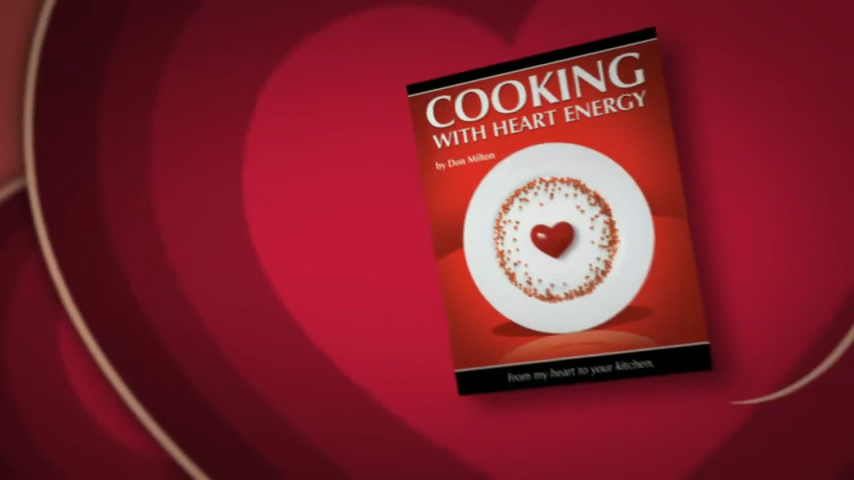 COOKING
WITH HEART ENERGY
by Don Milton
From my heart to your kitchen.